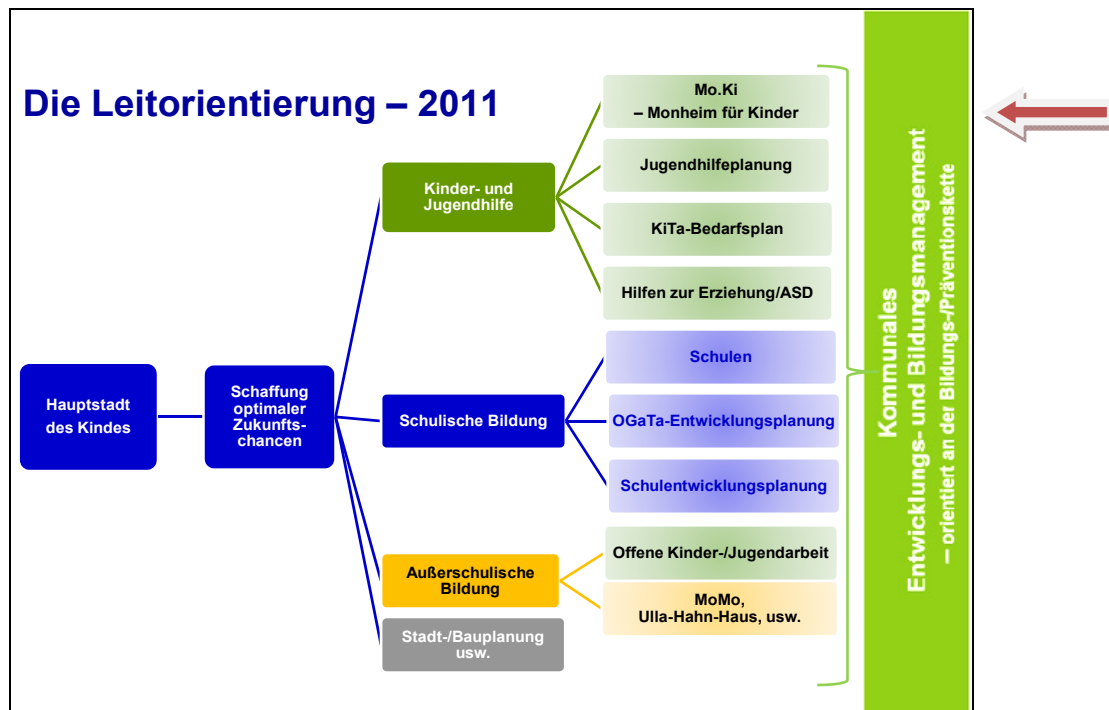 Die Leitorientierung – 2011
Hauptstadt
des Kindes
Schaffung
optimaler
Zukunfts-
chancen
Kinder- und
Jugendhilfe
Mo.Ki
– Monheim für Kinder
Jugendhilfeplanung
KiTa-Bedarfsplan
Hilfen zur Erziehung/ASD
Schulische Bildung
Schulen
OGaTa-Entwicklungsplanung
Schulentwicklungsplanung
Außerschulische
Bildung
Offene Kinder-/Jugendarbeit
MoMo,
Ulla-Hahn-Haus, usw.
Stadt-/Bauplanung
usw.
Kommunales
Entwicklungs- und Bildungsmanagement
– orientiert an der Bildungs-/Präventionskette